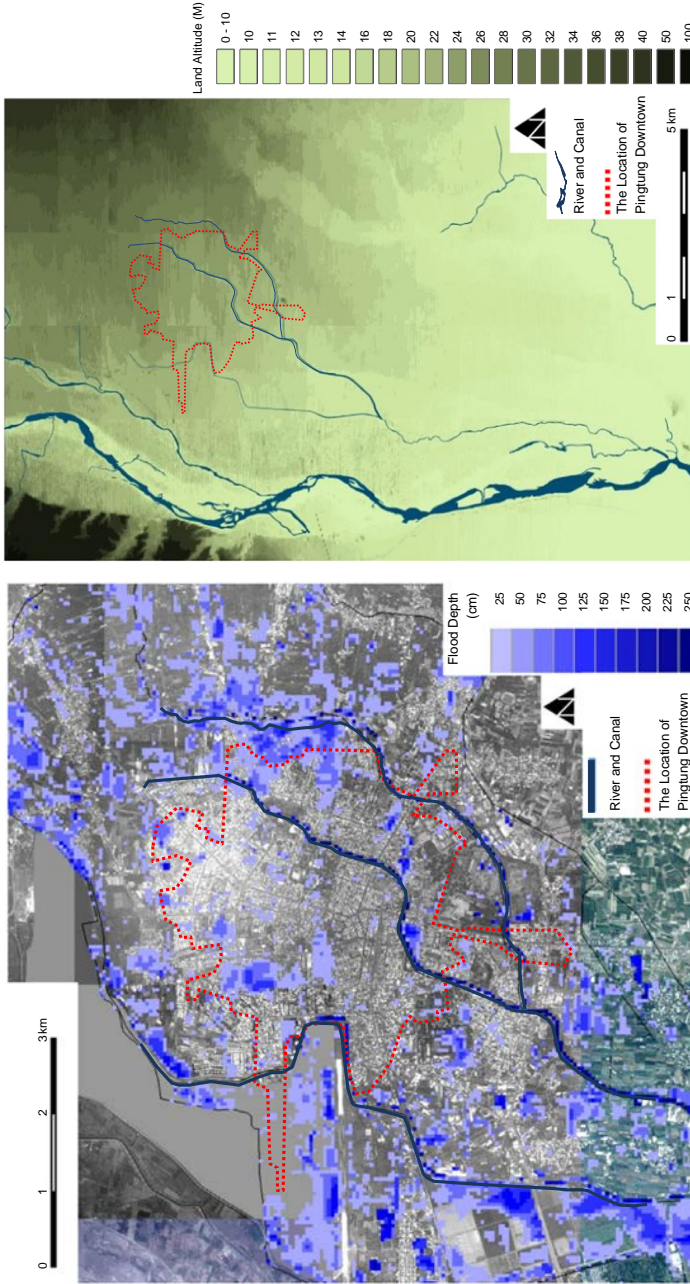 0
1
2
3km
Flood Depth
(cm)
25
50
75
100
125
150
175
200
225
250
N
River and Canal
The Location of
Pingtung Downtown
Land Altitude (M)
0 - 10
10
11
12
13
14
16
18
20
22
24
26
28
30
32
34
36
38
40
50
100
N
River and Canal
The Location of
Pingtung Downtown
0
1
5 km